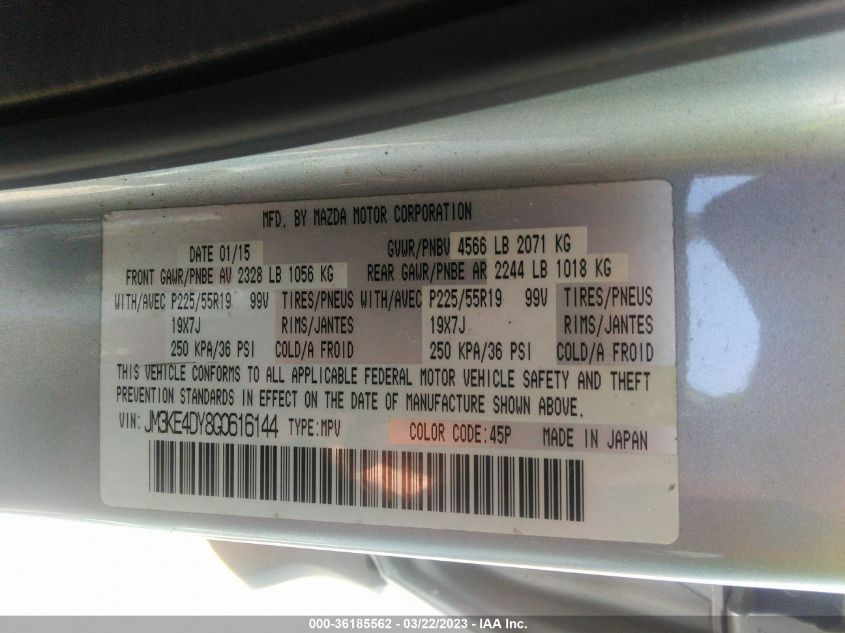 MFD. BY MAZDA MOTOR CORPORATION
DATE 01/15 GVWR/PNBV 4566 LB 2071 KG
FRONT GAWR/PNBE AV 2328 LB 1056 KG REAR GAWR/PNBE AR 2244 LB 1018 KG
WITH/AVEC P225/55R19 99V TIRES/PNEUS WITH/AVEC P225/55R19 99V TIRES/PNEUS
19X7J RIMS/JANTES 19X7J RIMS/JANTES
250 KPA/36 PSI COLD/A FROID 250 KPA/36 PSI COLD/A FROID
THIS VEHICLE CONFORMS TO ALL APPLICABLE FEDERAL MOTOR VEHICLE SAFETY AND THEFT
PREVENTION STANDARDS IN EFFECT ON THE DATE OF MANUFACTURE SHOWN ABOVE.
VIN: JM3KE4DY8G0616144 TYPE:MPV COLOR CODE:45P MADE IN JAPAN
000-36185562 - 03/22/2023 - IAA Inc.